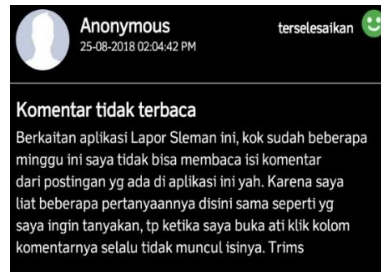 Anonymous
terselesaikan
25-08-2018 02:04:42 PM
Komentar tidak terbaca
Berkaitan aplikasi Lapor Sleman ini, kok sudah beberapa
minggu ini saya tidak bisa membaca isi komentar
dari postingan yg ada di aplikasi ini yah. Karena saya
liat beberapa pertanyaannya disini sama seperti yg
saya ingin tanyakan, tp ketika saya buka ati klik kolom
komentarnya selalu tidak muncul isinya. Trims